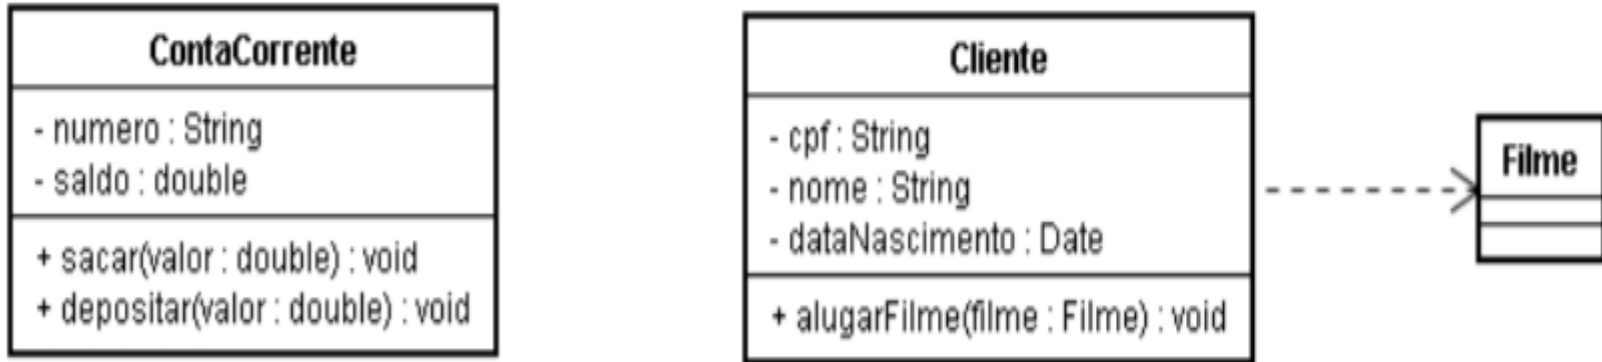 ContaCorrente
- numero : String
- saldo : double
+ sacar(valor : double) : void
+ depositar(valor : double) : void
Cliente
- cpf : String
- nome : String
- dataNascimento : Date
+ alugarFilme(filme : Filme) : void
Filme